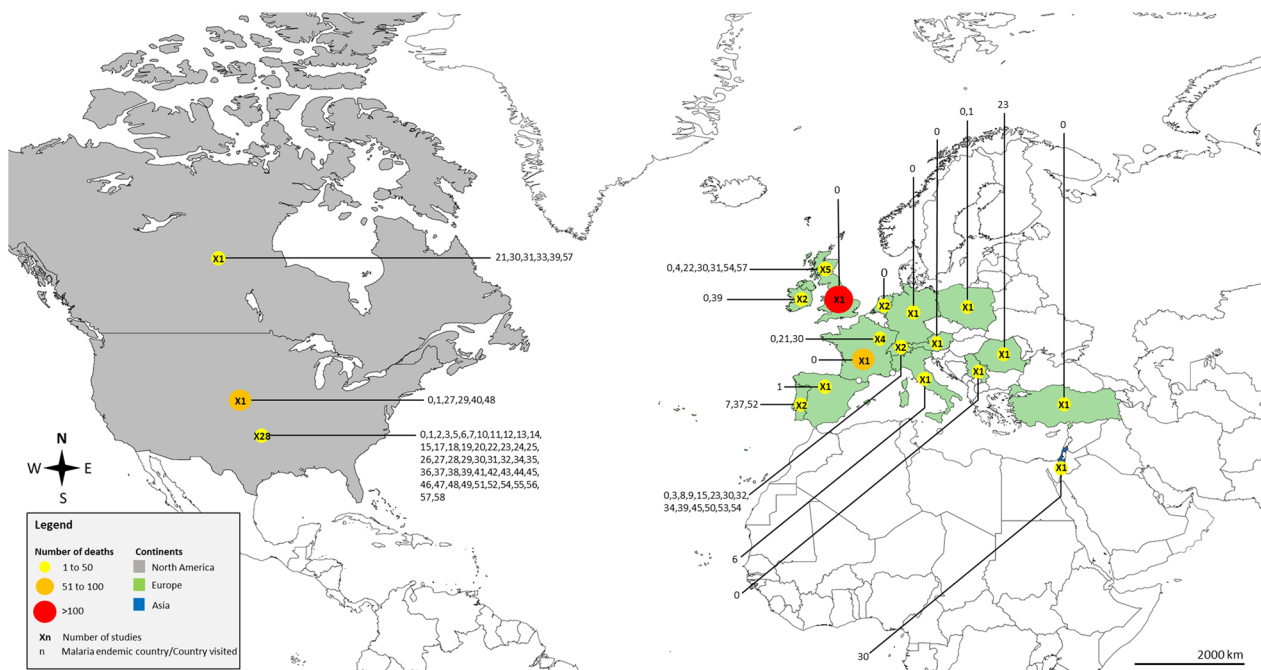 23
0,1
0
0
0
0
0
0,4,22,30,31,54,57
X5
X1
21,30,31,33,39,57
0,39
X2
X1
X2
X1
X1
0,21,30
X4
X2
X1
X1
0
X1
X1
1
X1
X1
7,37,52
X2
X1
X1
0,1,27,29,40,48
X28
0,1,2,3,5,6,7,10,11,12,13,14,
15,17,18,19,20,22,23,24,25,
26,27,28,29,30,31,32,34,35,
36,37,38,39,41,42,43,44,45,
46,47,48,49,51,52,54,55,56,
57,58
X1
N
W
E
S
0,3,8,9,15,23,30,32,
34,39,45,50,53,54
6
0
30
Legend
Number of deaths
Continents
1 to 50
North America
51 to 100
Europe
>100
Asia
Xn Number of studies
n Malaria endemic country/Country visited
2000 km